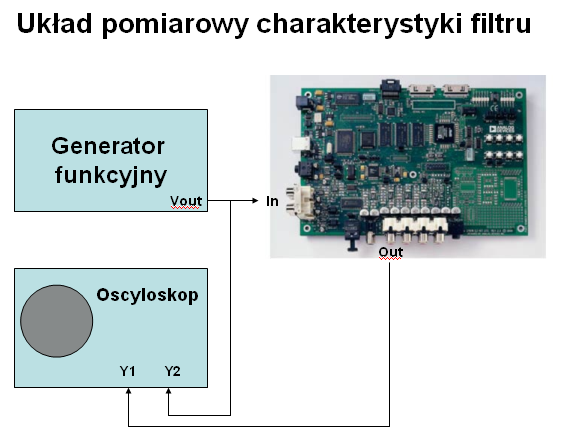 Układ pomiarowy charakterystyki filtru
Generator
funkcyjny
Vout
In
Out
Oscyloskop
Y1 Y2